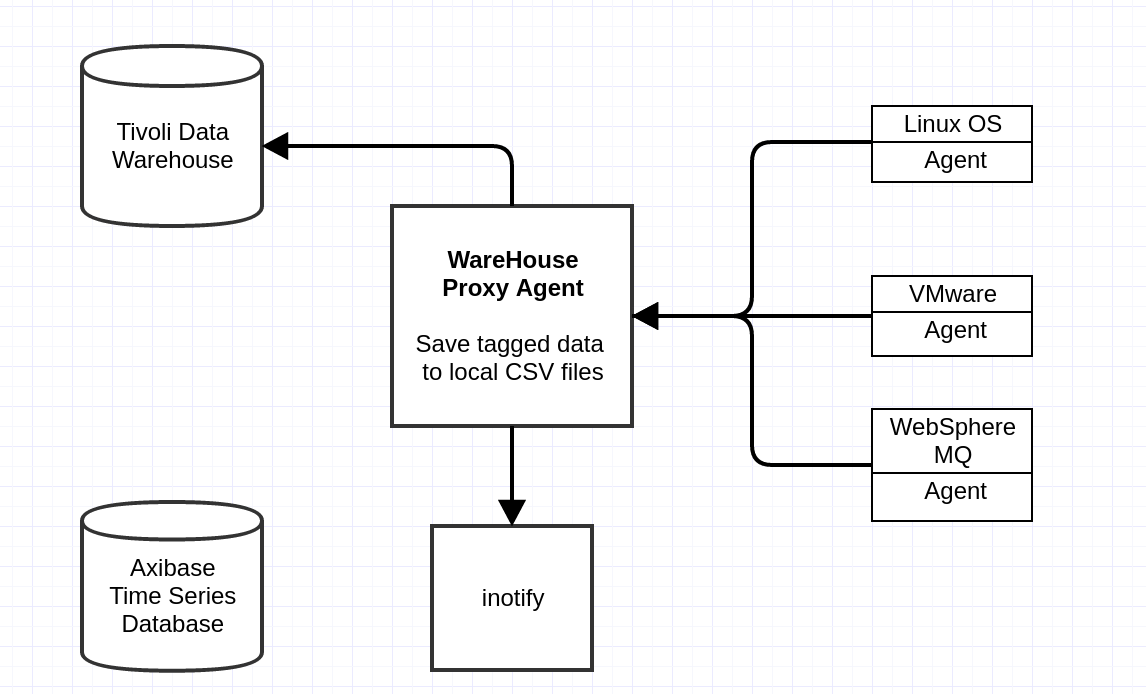 Tivoli Data
Warehouse
WareHouse
Proxy Agent
Save tagged data
to local CSV files
Linux OS
Agent
VMware
Agent
WebSphere
MQ
Agent
Axibase
Time Series
Database
inotify